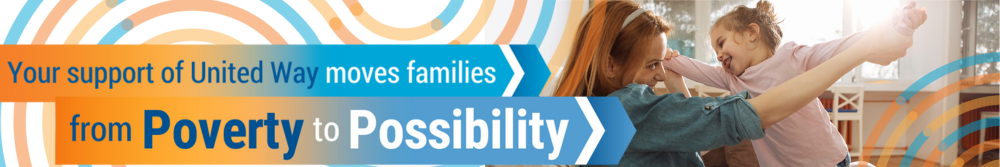 Your support of United Way moves families
from Poverty to Possibility